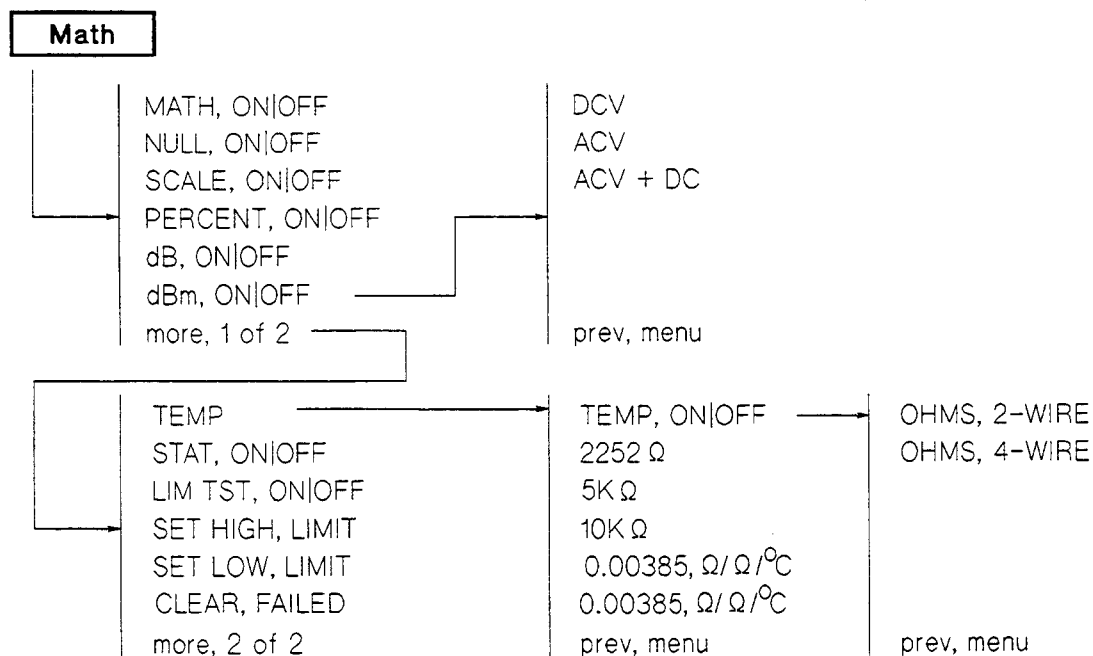 Math
MATH, ON|OFF
NULL, ON|OFF
SCALE, ON|OFF
PERCENT, ON|OFF
dB, ON|OFF
dBm, ON|OFF
more, 1 of 2
DCV
ACV
ACV + DC
prev, menu
TEMP
STAT, ON|OFF
LIM TST, ON|OFF
SET HIGH, LIMIT
SET LOW, LIMIT
CLEAR, FAILED
more, 2 of 2
TEMP, ON|OFF
2252 Ω
5K Ω
10K Ω
0.00385, Ω/Ω/°C
0.00385, Ω/Ω/°C
prev, menu
OHMS, 2-WIRE
OHMS, 4-WIRE
prev, menu